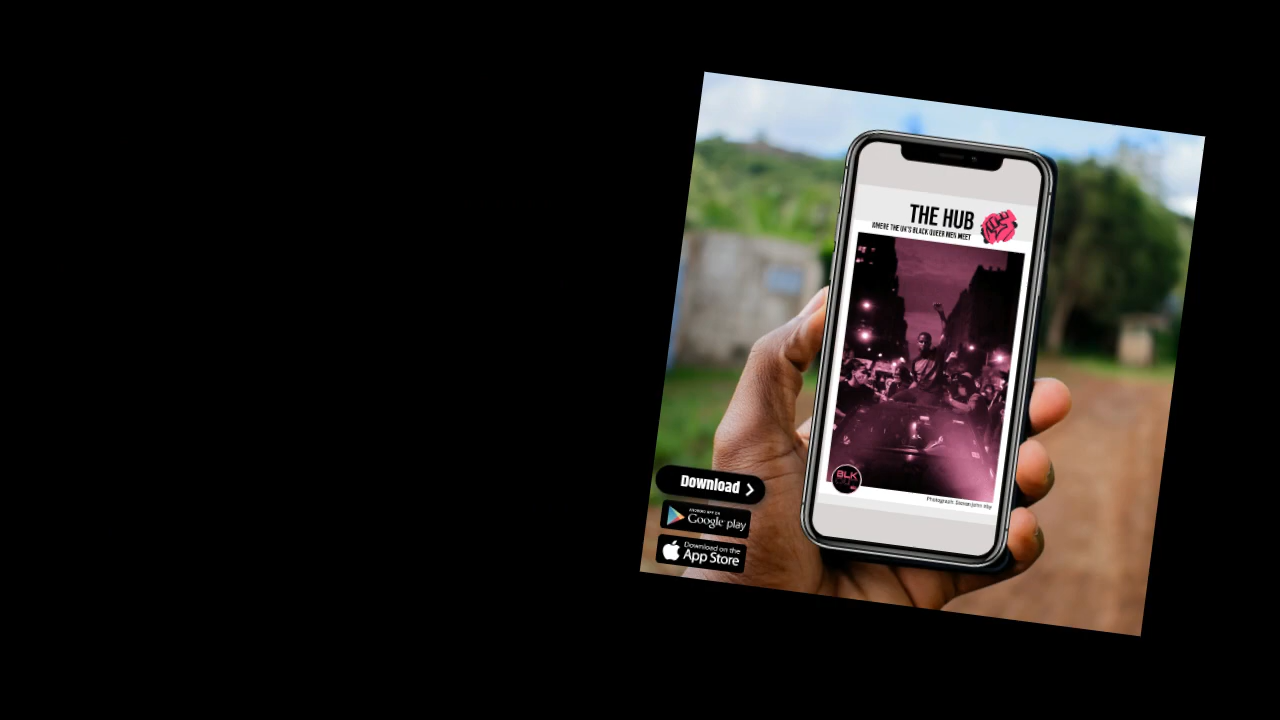 THE HUB
WHERE THE UK'S BLACK QUEER MEN MEET
BLK
Photograph:
Download
ANDROID APP ON
Google play
Download on the
App Store